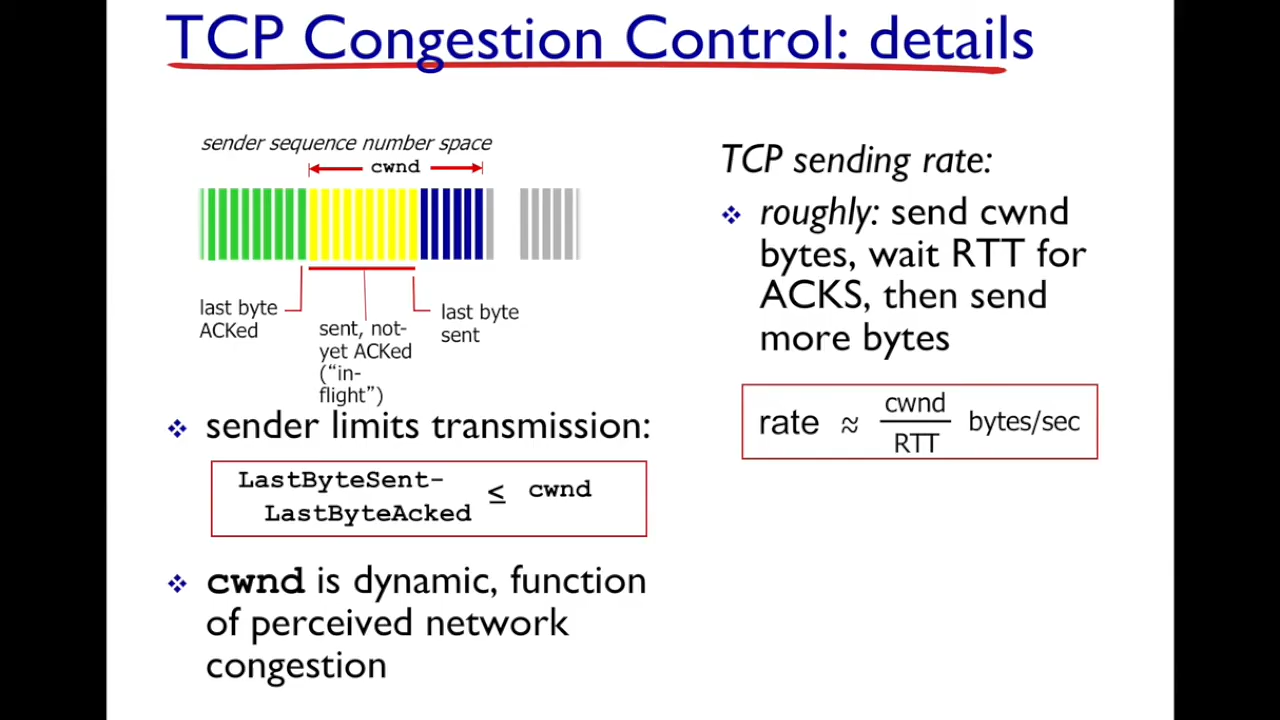 TCP Congestion Control: details
sender sequence number space
cwnd
last byte
ACKed
sent, not-
yet ACKed
("in-
flight")
last byte
sent
sender limits transmission:
LastByteSent-
LastByteAcked
≤ cwnd
cwnd is dynamic, function
of perceived network
congestion
TCP sending rate:
roughly: send cwnd
bytes, wait RTT for
ACKS, then send
more bytes
rate ≈ cwnd
RTT
bytes/sec